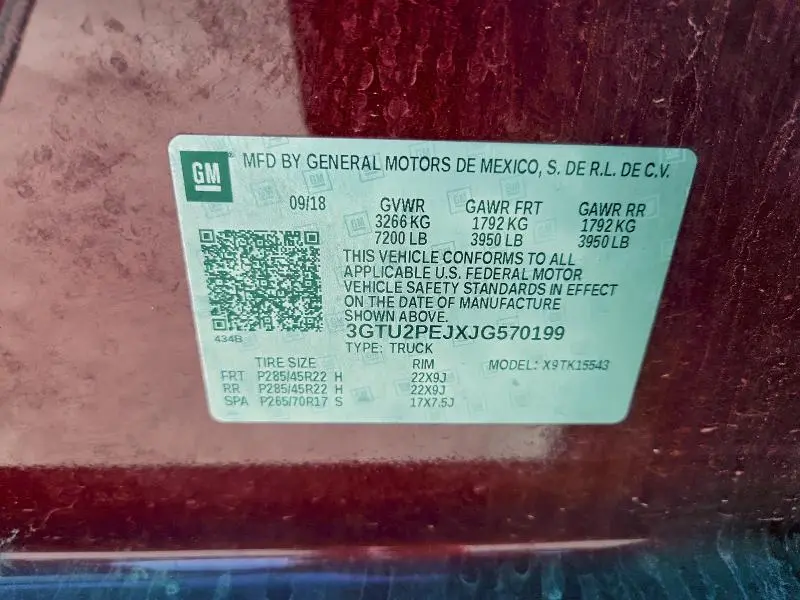 GM MFD BY GENERAL MOTORS DE MEXICO, S. DE R.L. DE C.V.
09/18 GVWR GAWR FRT GAWR RR
3266 KG 1792 KG 1792 KG
7200 LB 3950 LB 3950 LB
THIS VEHICLE CONFORMS TO ALL
APPLICABLE U.S. FEDERAL MOTOR
VEHICLE SAFETY STANDARDS IN EFFECT
ON THE DATE OF MANUFACTURE
SHOWN ABOVE.
434B
3GTU2PEJXJG570199
TYPE: TRUCK
TIRE SIZE RIM MODEL: X9TK15543
FRT P285/45R22 H 22X9J
RR P285/45R22 H 22X9J
SPA P265/70R17 S 17X7.5J